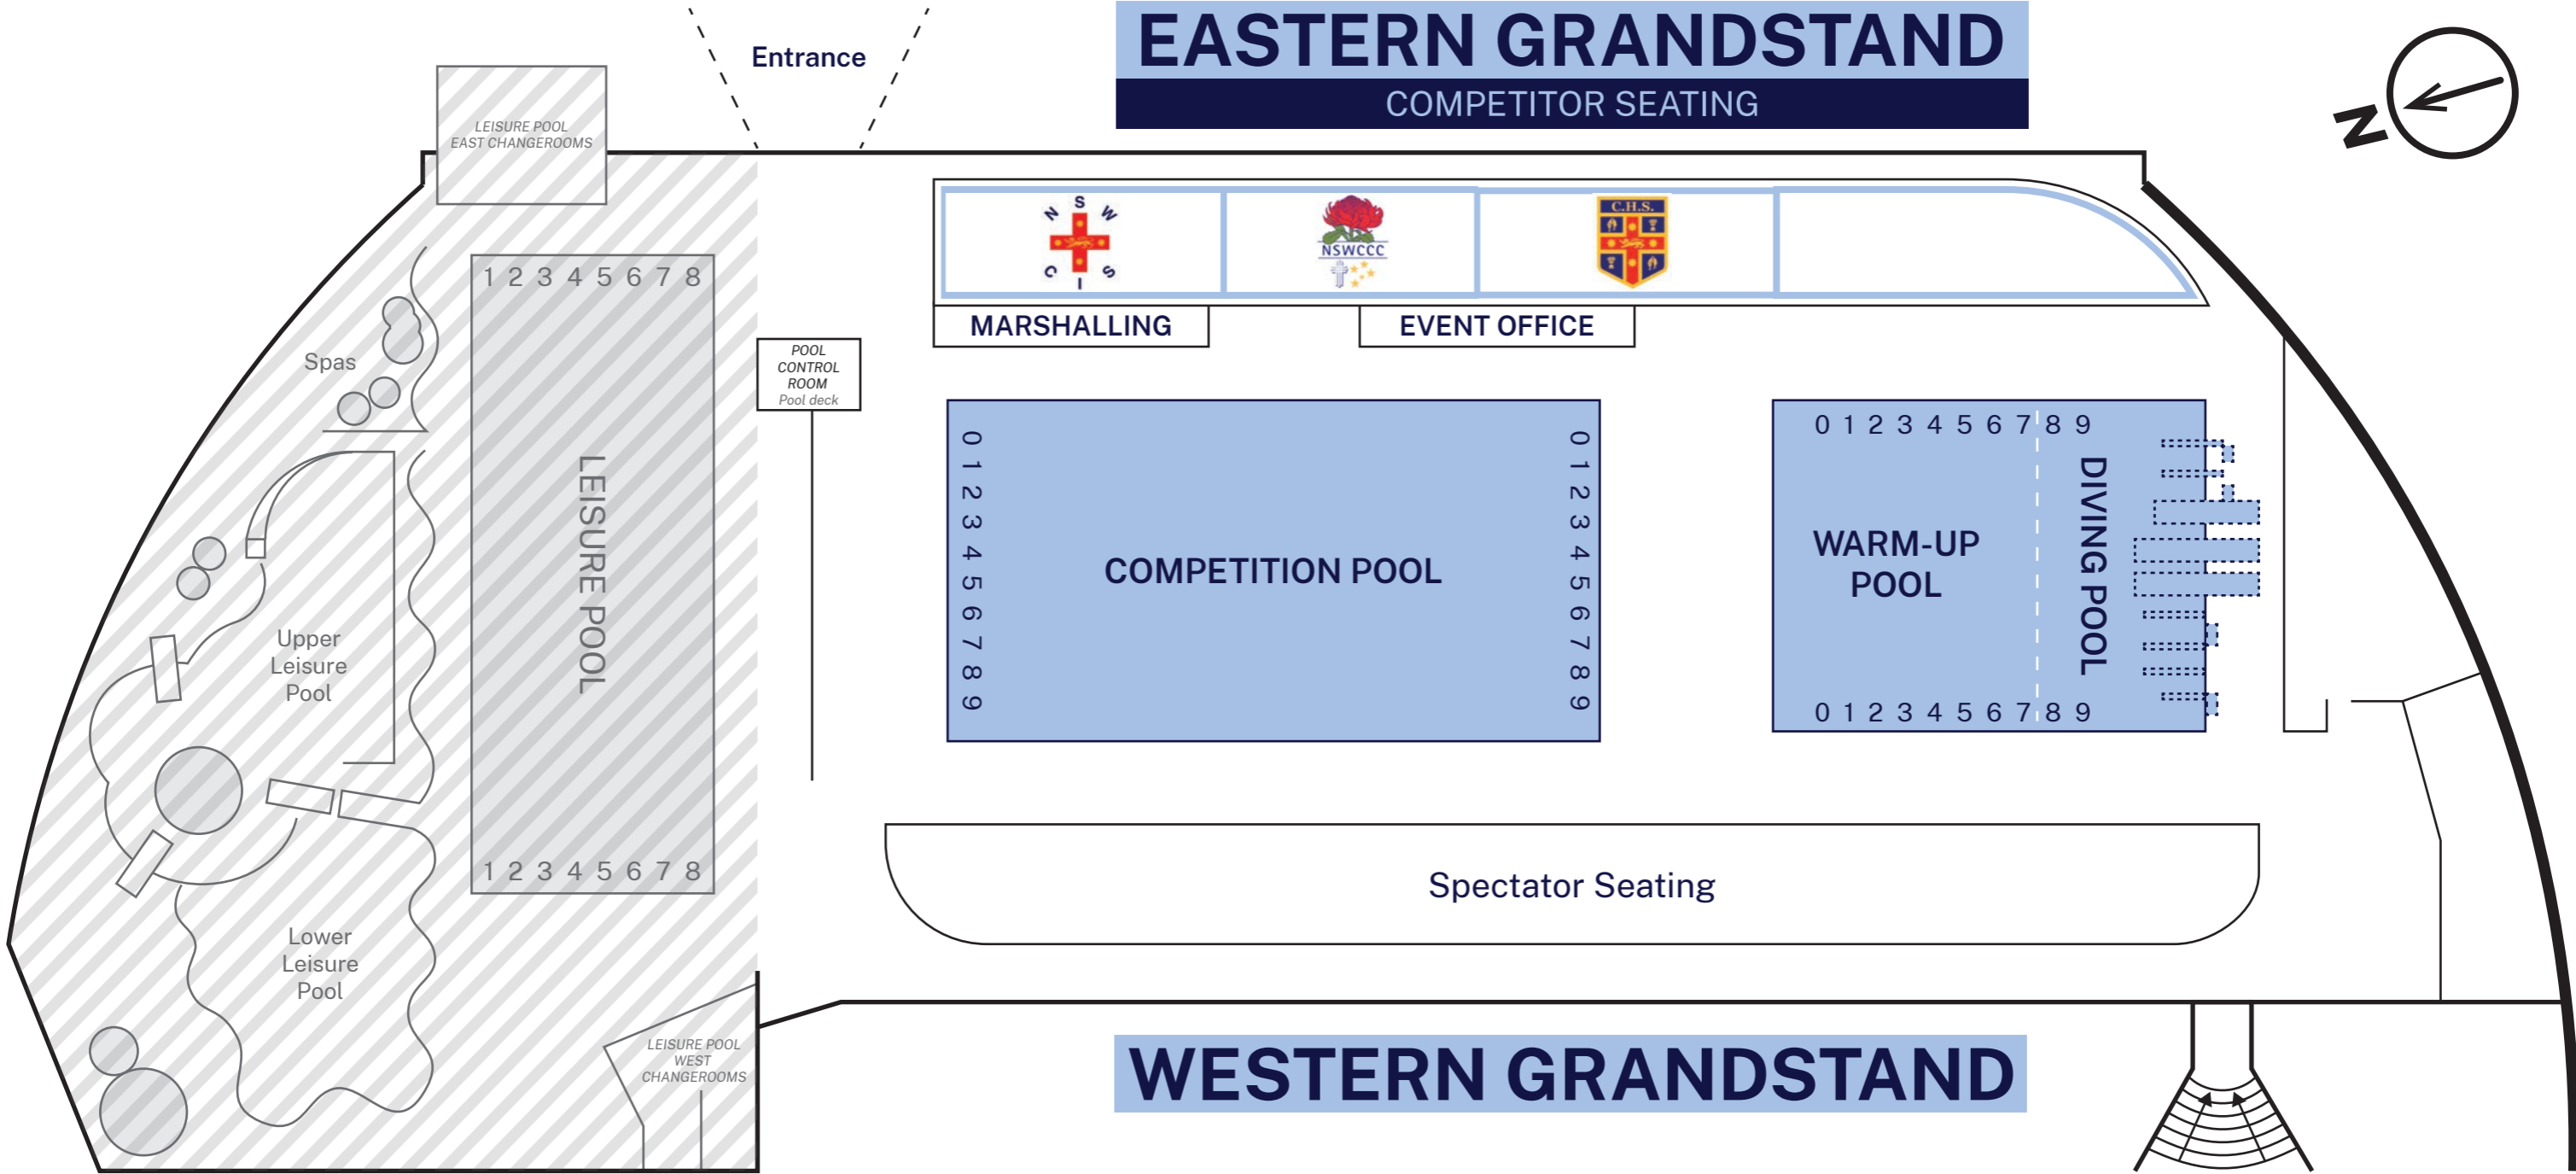 EASTERN GRANDSTAND
COMPETITOR SEATING
Entrance
N
LEISURE POOL
EAST CHANGEROOMS
N S W
C I S
NSWCCC
C.H.S.
MARSHALLING
EVENT OFFICE
1 2 3 4 5 6 7 8
Spas
POOL
CONTROL
ROOM
Pool deck
LEISURE POOL
Upper
Leisure
Pool
1 2 3 4 5 6 7 8
Lower
Leisure
Pool
0 1 2 3 4 5 6 7 8 9
COMPETITION POOL
0 1 2 3 4 5 6 7 8 9
0 1 2 3 4 5 6 7 8 9
WARM-UP
POOL
DIVING POOL
0 1 2 3 4 5 6 7 8 9
Spectator Seating
LEISURE POOL
WEST
CHANGEROOMS
WESTERN GRANDSTAND